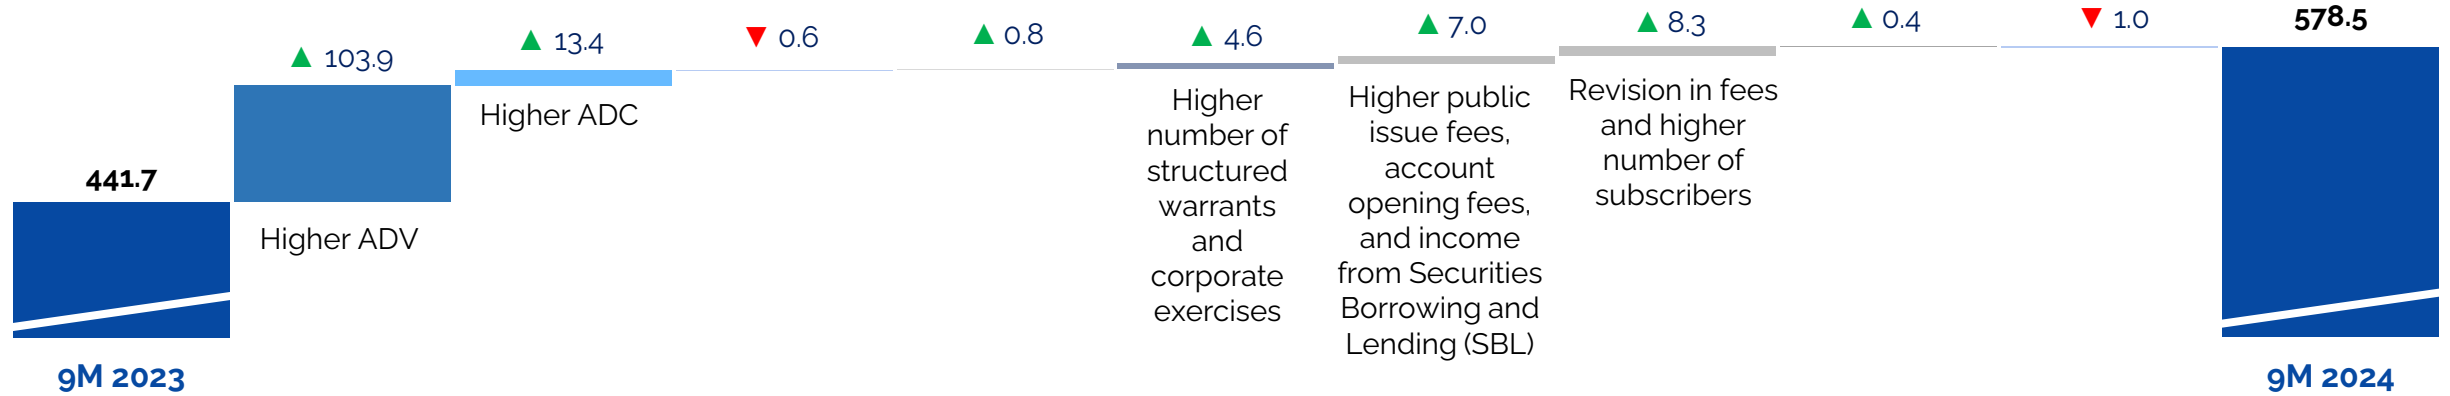 441.7
9M 2023
▲ 103.9
Higher ADV
▲ 13.4
Higher ADC
▼ 0.6
▲ 0.8
▲ 4.6
Higher
number of
structured
warrants
and
corporate
exercises
▲ 7.0
Higher public
issue fees,
account
opening fees,
and income
from Securities
Borrowing and
Lending (SBL)
▲ 8.3
Revision in fees
and higher
number of
subscribers
▲ 0.4
▼ 1.0
578.5
9M 2024